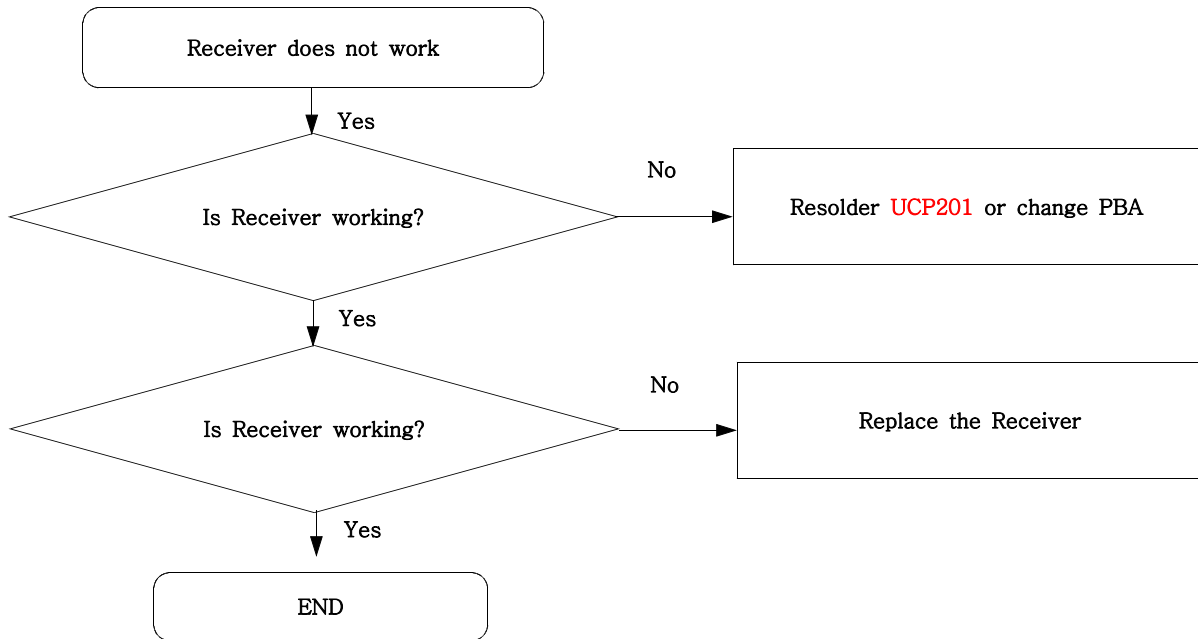 Receiver does not work
Yes
Is Receiver working?
No
Resolder UCP201 or change PBA
Yes
Is Receiver working?
No
Replace the Receiver
Yes
END